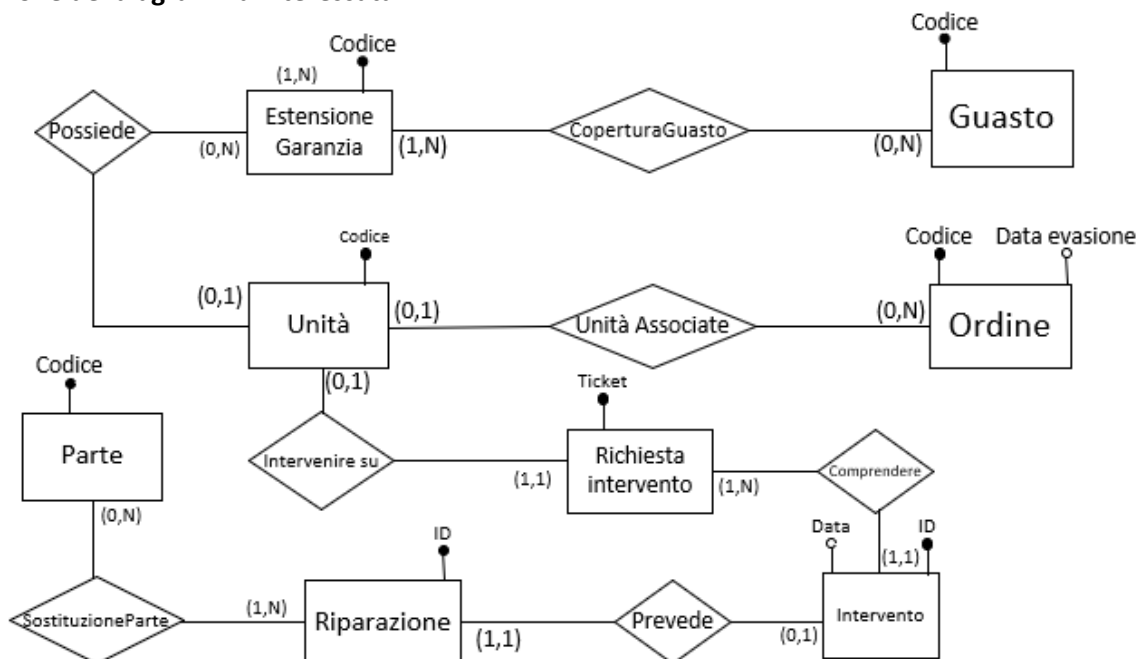 Codice
(1,N)
Estensione
Garanzia
Possiede
(0,N)
(1,N)
CoperturaGuasto
(0,N)
Codice
Guasto
Codice
(0,1)
Unità
(0,1)
Unità Associate
(0,N)
Codice
Data evasione
Ordine
(0,1)
Codice
Parte
(0,N)
Intervenire su
Ticket
(1,1)
Richiesta
intervento
(1,N)
Comprendere
SostituzioneParte
(1,N)
ID
Riparazione
(1,1)
Prevede
(0,1)
Data
ID
(1,1)
Intervento